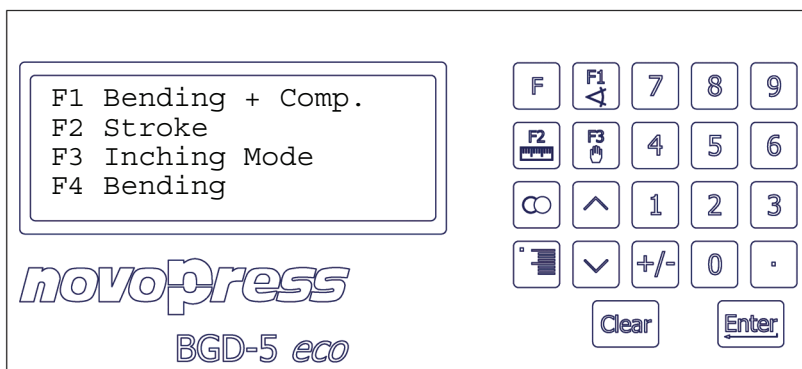 F1 Bending + Comp.
F2 Stroke
F3 Inching Mode
F4 Bending
novopress
BGD-5 eco
F F1 7 8 9
F2 F3 4 5 6
1 2 3
+/- 0 .
Clear Enter